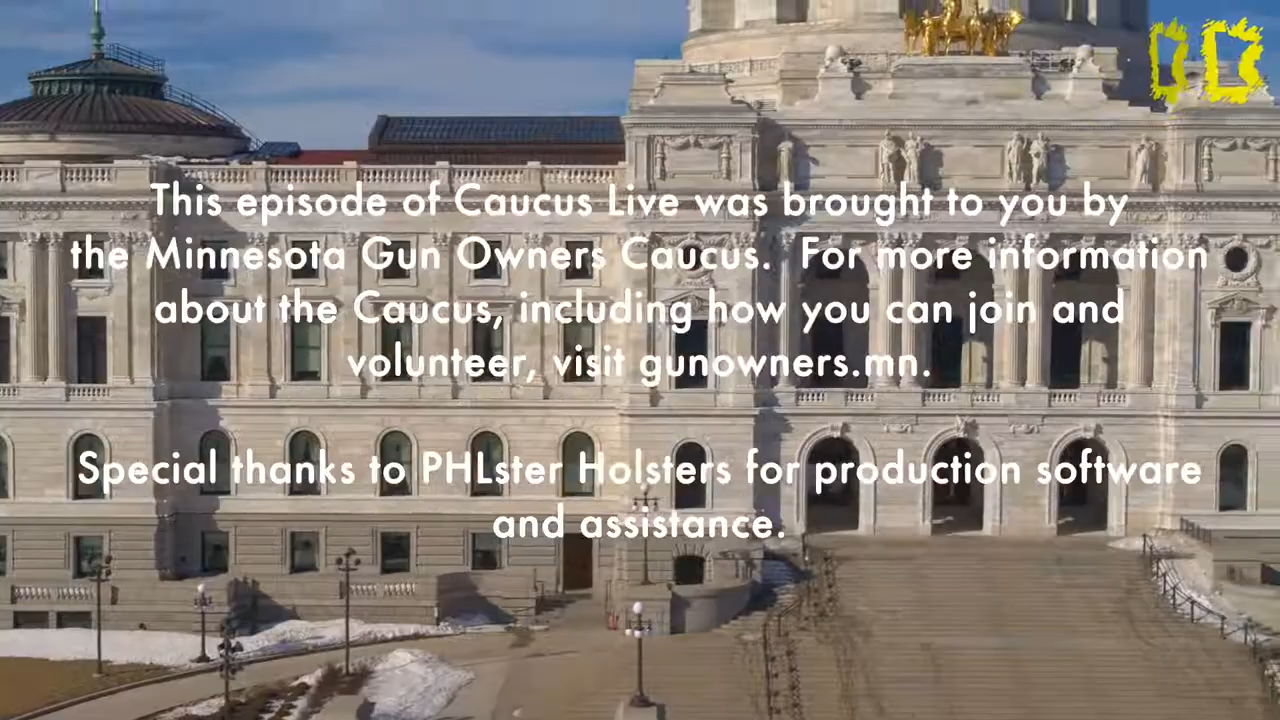 This episode of Caucus Live was brought to you by
the Minnesota Gun Owners Caucus. For more information
about the Caucus, including how you can join and
volunteer, visit gunowners.mn.
Special thanks to PHLster Holsters for production software
and assistance.